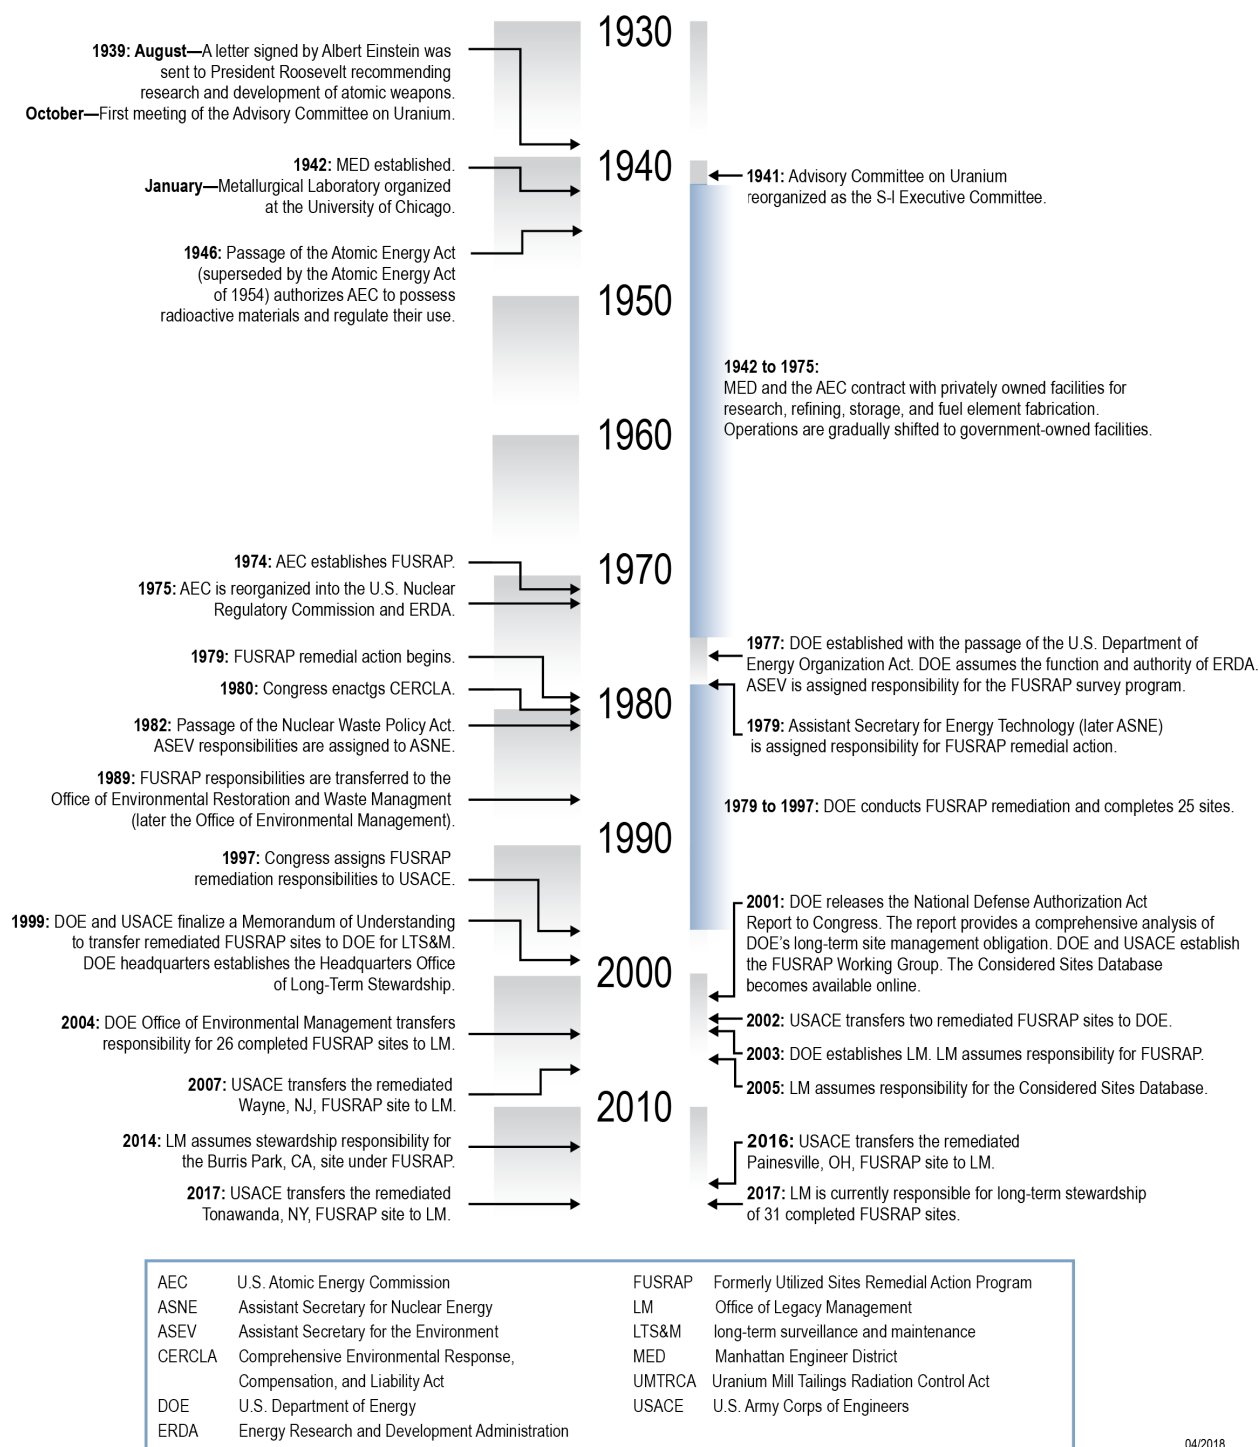 1930
1939: August—A letter signed by Albert Einstein was
sent to President Roosevelt recommending
research and development of atomic weapons.
October—First meeting of the Advisory Committee on Uranium.
1940
1942: MED established.
January—Metallurgical Laboratory organized
at the University of Chicago.
1941: Advisory Committee on Uranium
reorganized as the S-I Executive Committee.
1946: Passage of the Atomic Energy Act
(superseded by the Atomic Energy Act
of 1954) authorizes AEC to possess
radioactive materials and regulate their use.
1950
1942 to 1975:
MED and the AEC contract with privately owned facilities for
research, refining, storage, and fuel element fabrication.
Operations are gradually shifted to government-owned facilities.
1960
1970
1974: AEC establishes FUSRAP.
1975: AEC is reorganized into the U.S. Nuclear
Regulatory Commission and ERDA.
1977: DOE established with the passage of the U.S. Department of
Energy Organization Act. DOE assumes the function and authority of ERDA.
ASEV is assigned responsibility for the FUSRAP survey program.
1979: FUSRAP remedial action begins.
1980: Congress enactgs CERCLA.
1980
1982: Passage of the Nuclear Waste Policy Act.
ASEV responsibilities are assigned to ASNE.
1979: Assistant Secretary for Energy Technology (later ASNE)
is assigned responsibility for FUSRAP remedial action.
1989: FUSRAP responsibilities are transferred to the
Office of Environmental Restoration and Waste Managment
(later the Office of Environmental Management).
1979 to 1997: DOE conducts FUSRAP remediation and completes 25 sites.
1990
1997: Congress assigns FUSRAP
remediation responsibilities to USACE.
1999: DOE and USACE finalize a Memorandum of Understanding
to transfer remediated FUSRAP sites to DOE for LTS&M.
DOE headquarters establishes the Headquarters Office
of Long-Term Stewardship.
2001: DOE releases the National Defense Authorization Act
Report to Congress. The report provides a comprehensive analysis of
DOE's long-term site management obligation. DOE and USACE establish
the FUSRAP Working Group. The Considered Sites Database
becomes available online.
2000
2004: DOE Office of Environmental Management transfers
responsibility for 26 completed FUSRAP sites to LM.
2002: USACE transfers two remediated FUSRAP sites to DOE.
2003: DOE establishes LM. LM assumes responsibility for FUSRAP.
2007: USACE transfers the remediated
Wayne, NJ, FUSRAP site to LM.
2005: LM assumes responsibility for the Considered Sites Database.
2010
2014: LM assumes stewardship responsibility for
the Burris Park, CA, site under FUSRAP.
2016: USACE transfers the remediated
Painesville, OH, FUSRAP site to LM.
2017: USACE transfers the remediated
Tonawanda, NY, FUSRAP site to LM.
2017: LM is currently responsible for long-term stewardship
of 31 completed FUSRAP sites.
AEC U.S. Atomic Energy Commission
ASNE Assistant Secretary for Nuclear Energy
ASEV Assistant Secretary for the Environment
CERCLA Comprehensive Environmental Response,
Compensation, and Liability Act
DOE U.S. Department of Energy
ERDA Energy Research and Development Administration
FUSRAP Formerly Utilized Sites Remedial Action Program
LM Office of Legacy Management
LTS&M long-term surveillance and maintenance
MED Manhattan Engineer District
UMTRCA Uranium Mill Tailings Radiation Control Act
USACE U.S. Army Corps of Engineers
04/2018